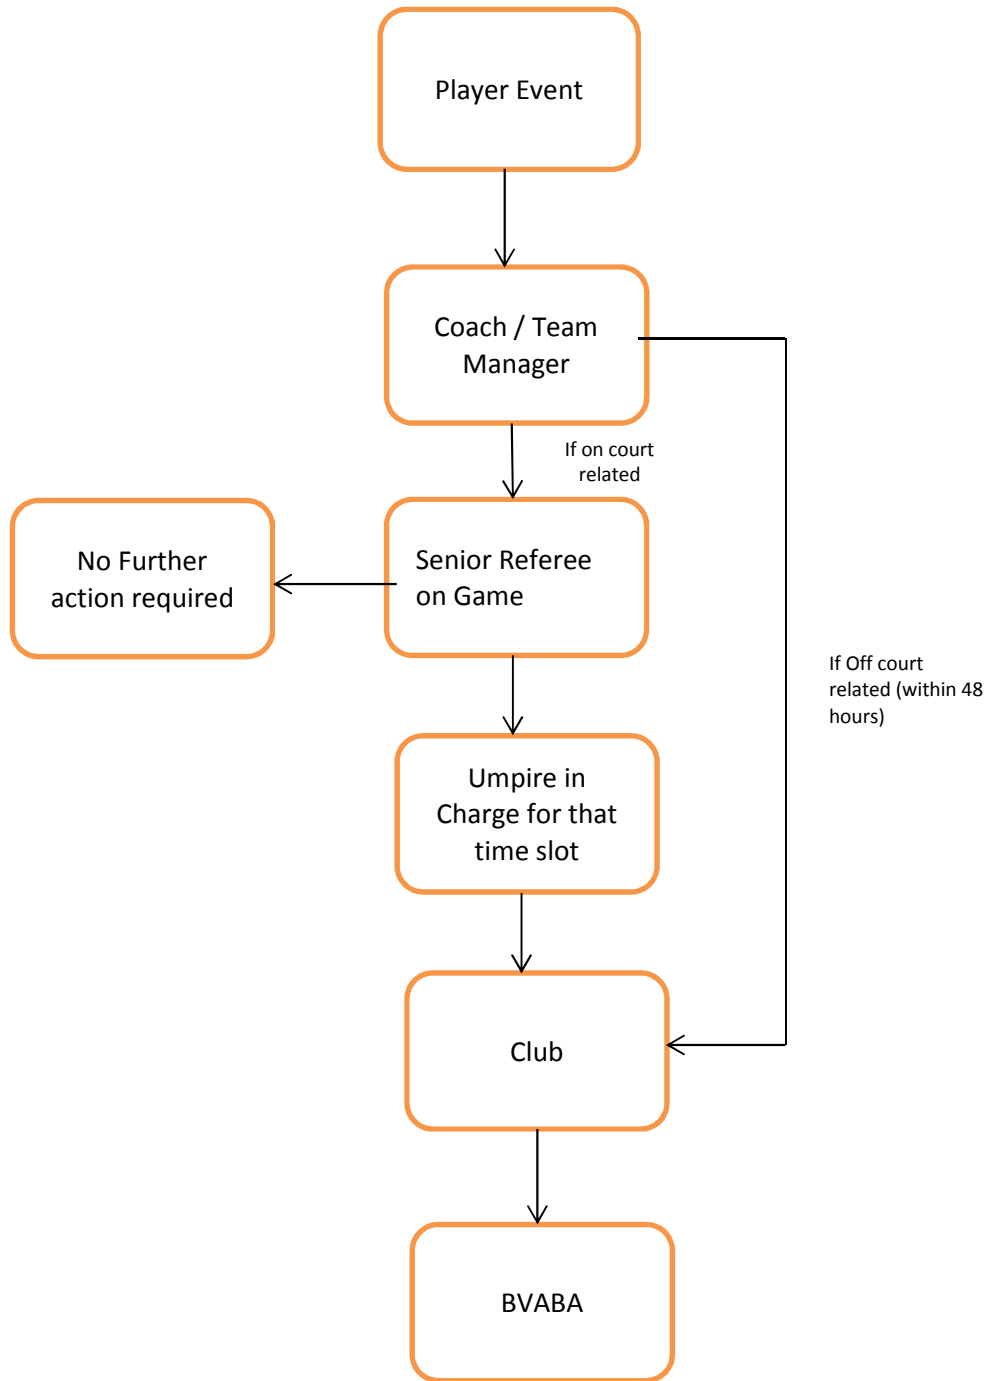 Player Event
Coach / Team
Manager
If on court
related
No Further
action required
Senior Referee
on Game
If Off court
related (within 48
hours)
Umpire in
Charge for that
time slot
Club
BVABA